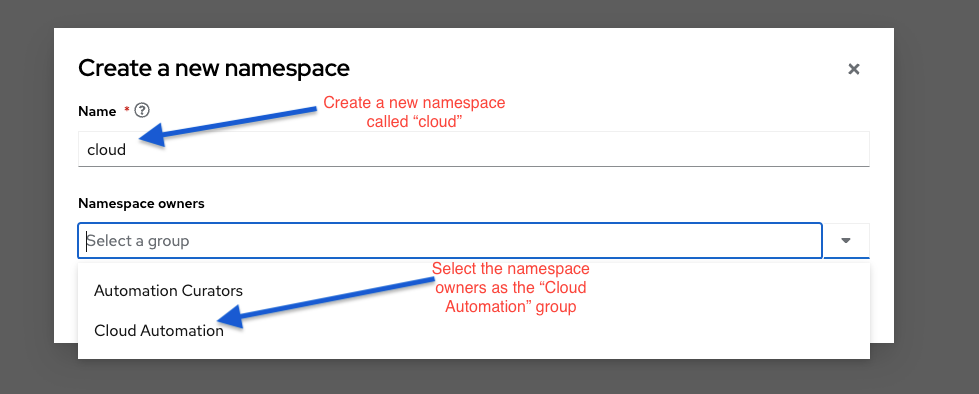 Create a new namespace
Name *
Create a new namespace
called “cloud”
cloud
Namespace owners
Select a group
Select the namespace
owners as the “Cloud
Automation” group
Automation Curators
Cloud Automation